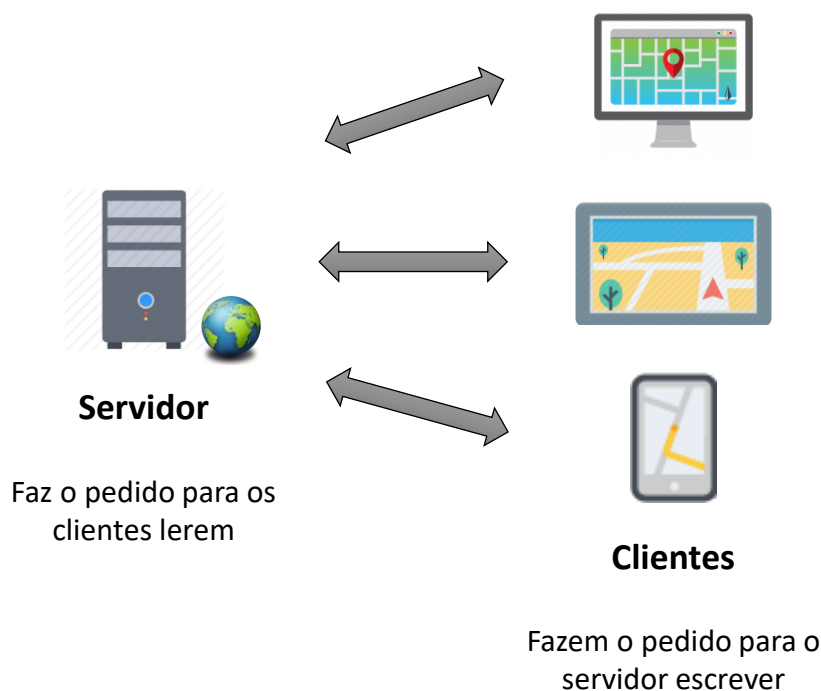 Servidor
Faz o pedido para os
clientes lerem
Clientes
Fazem o pedido para o
servidor escrever